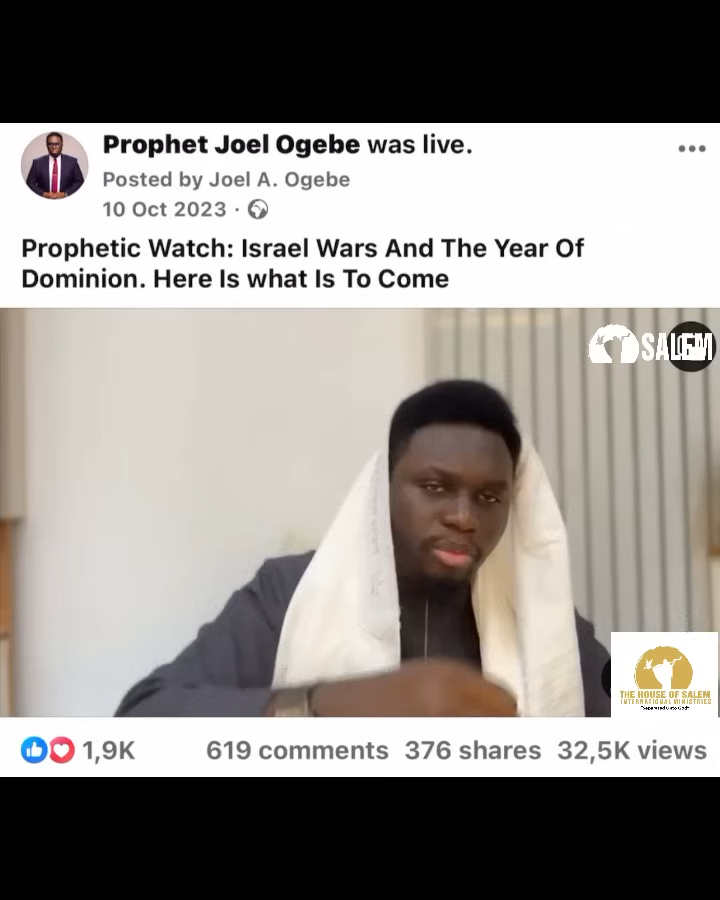 Prophet Joel Ogebe was live.
Posted by Joel A. Ogebe
10 Oct 2023 ·
Prophetic Watch: Israel Wars And The Year Of
Dominion. Here Is what Is To Come
SALEM
THE HOUSE OF SALEM
INTERNATIONAL MINISTRIES
1,9K 619 comments 376 shares 32,5K views